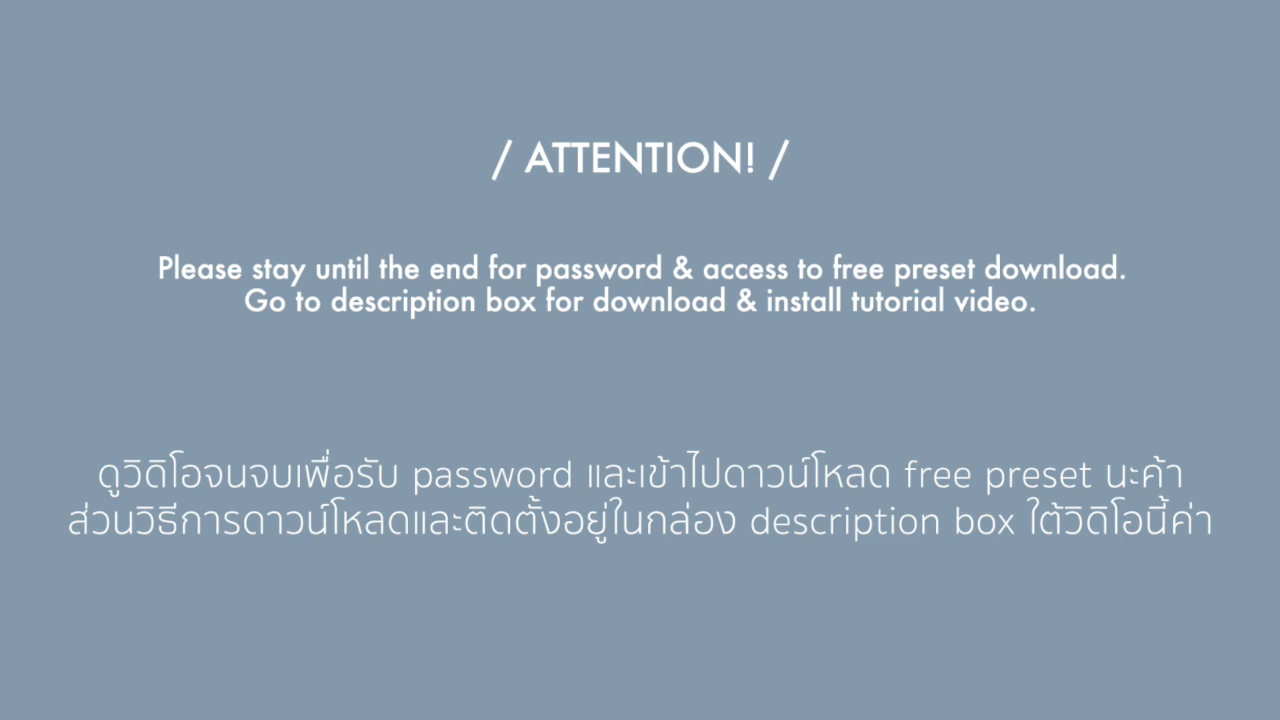 / ATTENTION! /
Please stay until the end for password & access to free preset download.
Go to description box for download & install tutorial video.
ดูวิดิโอจนจบเพื่อรับ password และเข้าไปดาวน์โหลด free preset นะค้า
ส่วนวิธีการดาวน์โหลดและติดตั้งอยู่ในกล่อง description box ใต้วิดิโอนี้ค่า